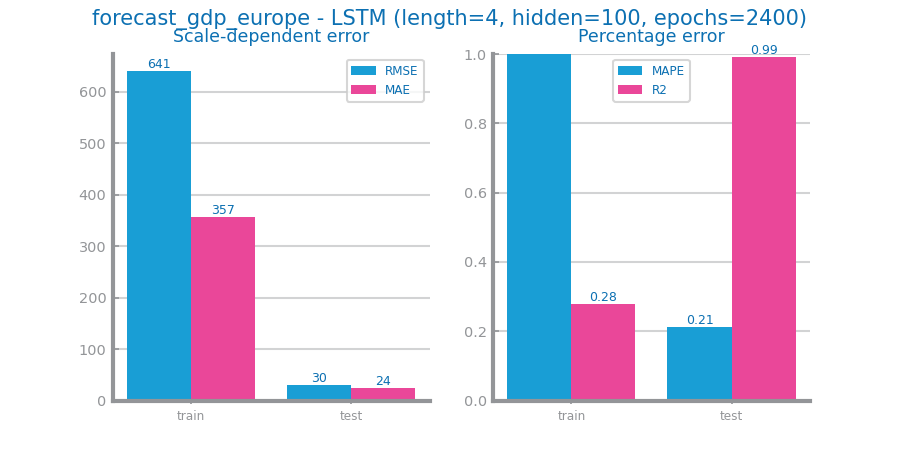 forecast_gdp_europe - LSTM (length=4, hidden=100, epochs=2400)
Scale-dependent error
641
357
30
24
RMSE
MAE
600
500
400
300
200
100
0
train
test
Percentage error
0.99
0.28
0.21
MAPE
R2
1.0
0.8
0.6
0.4
0.2
0.0
train
test